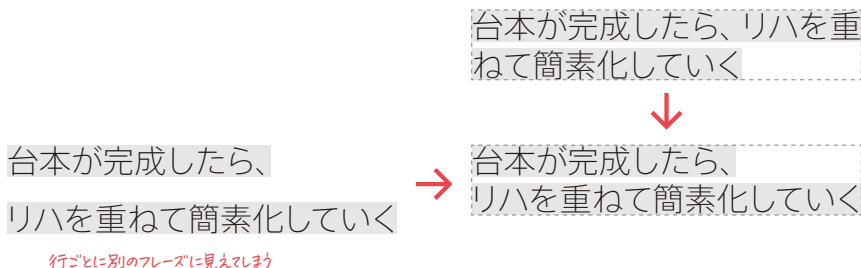 台本が完成したら、リハを重
ねて簡素化していく
台本が完成したら、
リハを重ねて簡素化していく
行ごとに別のフレーズに見えてしまう
台本が完成したら、
リハを重ねて簡素化していく